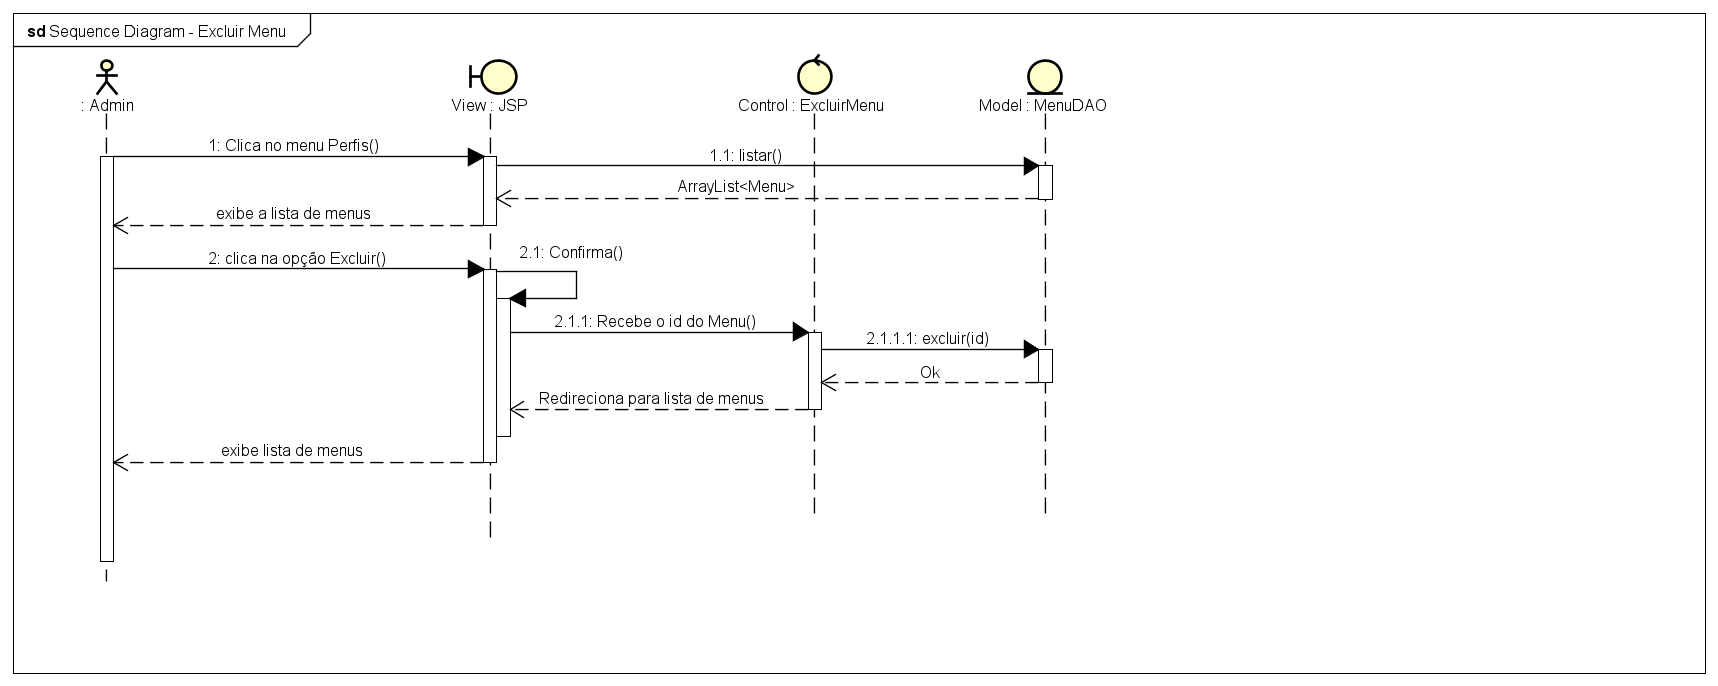 sd Sequence Diagram - Excluir Menu
: Admin
View : JSP
Control : ExcluirMenu
Model : MenuDAO
1: Clica no menu Perfis()
1.1: listar()
ArrayList<Menu>
exibe a lista de menus
2: clica na opção Excluir()
2.1: Confirma()
2.1.1: Recebe o id do Menu()
2.1.1.1: excluir(id)
Ok
Redireciona para lista de menus
exibe lista de menus